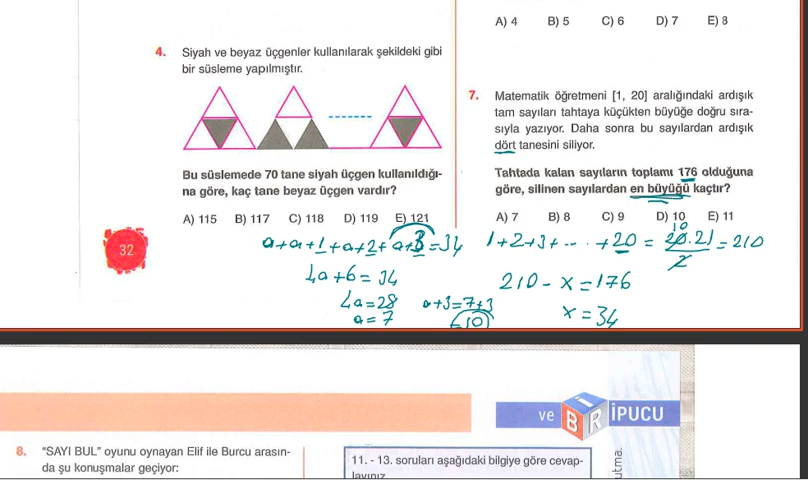 A) 4 B) 5 C) 6 D) 7 E) 8
4. Siyah ve beyaz üçgenler kullanılarak şekildeki gibi
bir süsleme yapılmıştır.
Bu süslemede 70 tane siyah üçgen kullanıldığı-
na göre, kaç tane beyaz üçgen vardır?
A) 115 B) 117 C) 118 D) 119 E) 121
a+a+1+a+2+a+3=34
4a+6=34
4a=28
a=7
a+3=7+3
=10
32
7. Matematik öğretmeni [1, 20] aralığındaki ardışık
tam sayıları tahtaya küçükten büyüğe doğru sıra-
sıyla yazıyor. Daha sonra bu sayılardan ardışık
dört tanesini siliyor.
Tahtada kalan sayıların toplamı 176 olduğuna
göre, silinen sayılardan en büyüğü kaçtır?
A) 7 B) 8 C) 9 D) 10 E) 11
10
1+2+3+ --- +20 = 20.21 = 210
2
210 - x = 176
x = 34
ve BİR İPUCU
8. "SAYI BUL" oyunu oynayan Elif ile Burcu arasın-
da şu konuşmalar geçiyor:
11. - 13. soruları aşağıdaki bilgiye göre cevap-
layınız
utma.